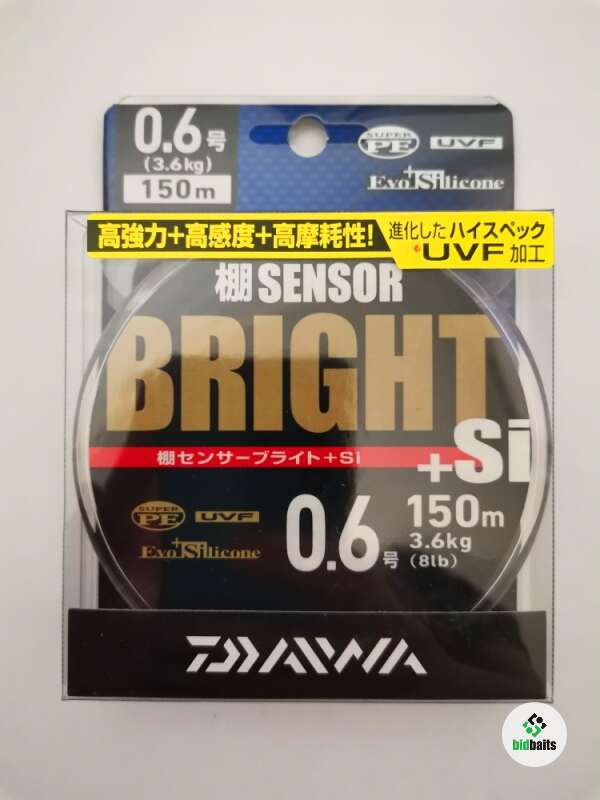 0.6号
(3.6kg)
150m
SUPER PE UVF
Evo+Silicone
高強力+高感度+高摩耗性!
進化したハイスペック
UVF加工
棚SENSOR
BRIGHT
+Si
棚センサーブライト+Si
SUPER PE UVF
Evo+Silicone
0.6号
150m
3.6kg
(8lb)
DAIWA
bidbaits